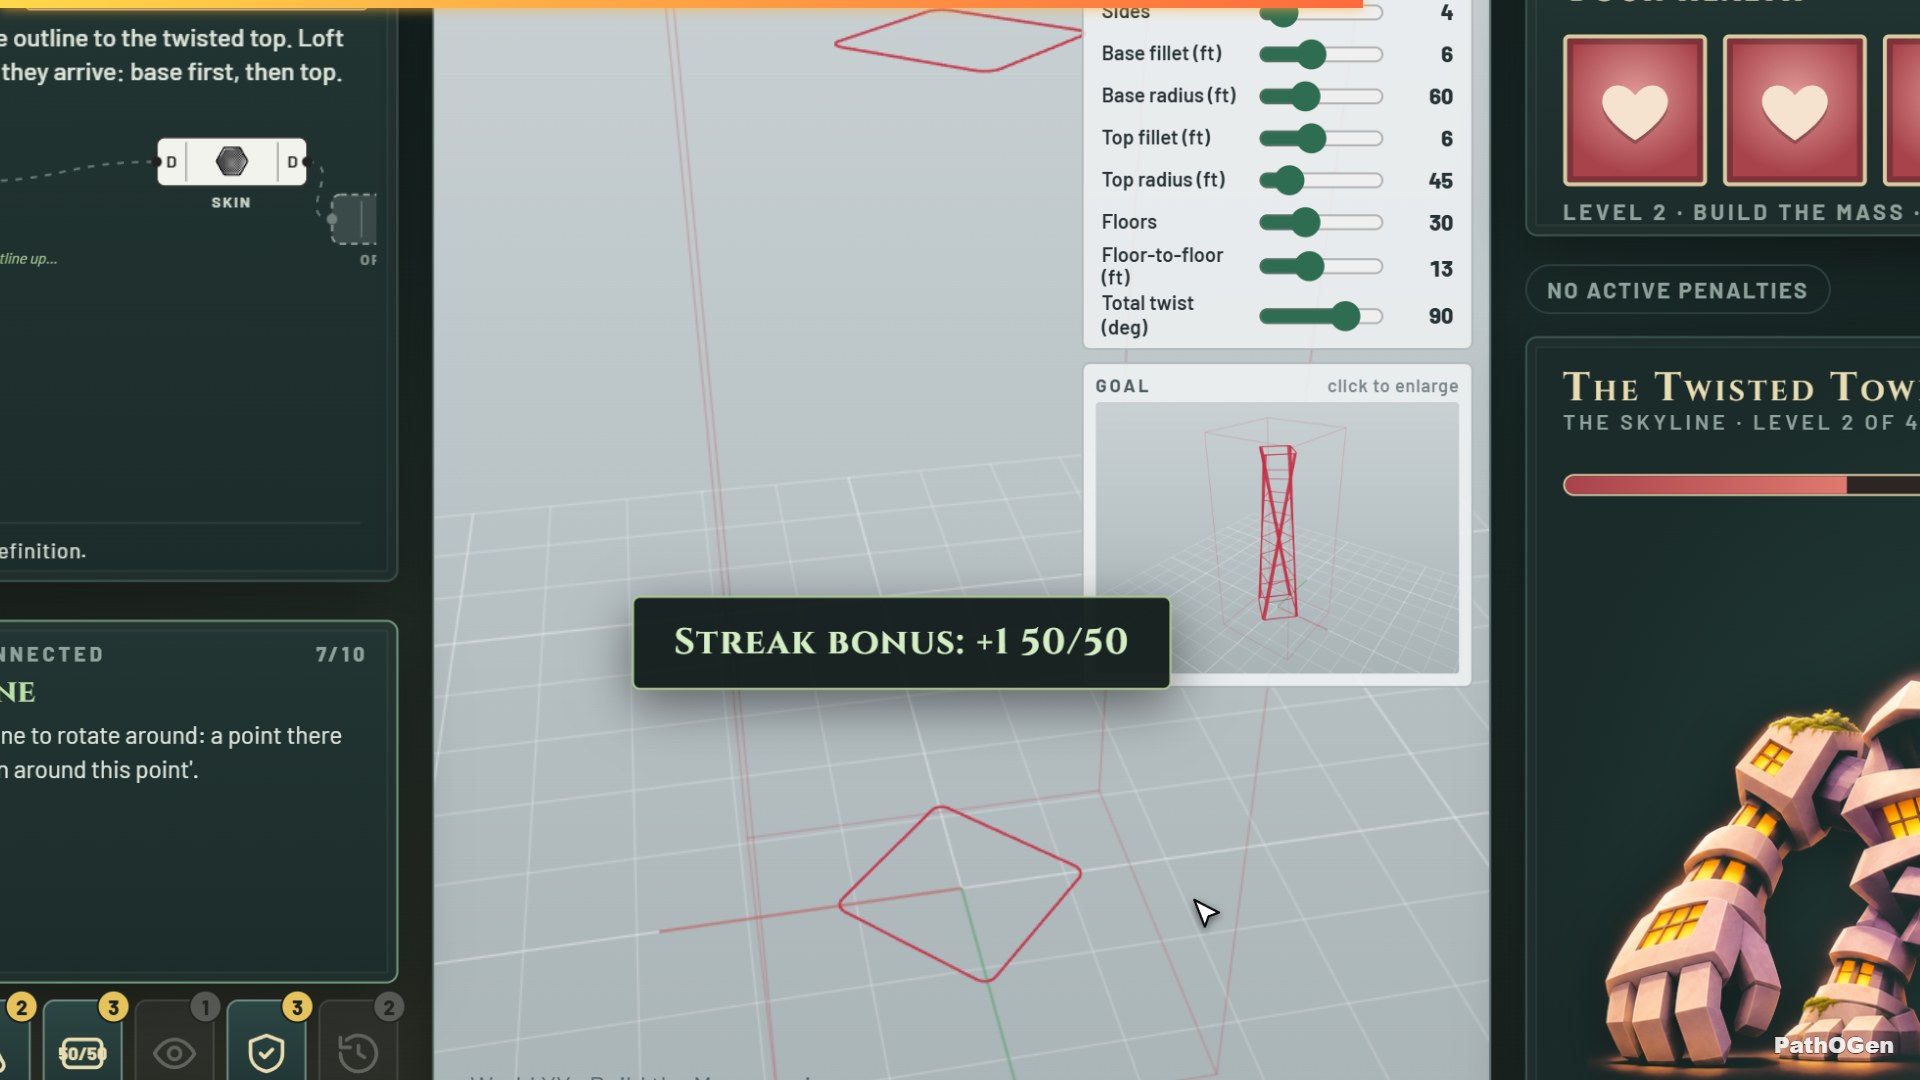 e outline to the twisted top. Loft
they arrive: base first, then top.
D
D
SKIN
tline up...
efinition.
NNECTED
7/10
NE
ne to rotate around: a point there
n around this point'.
2
3
1
3
2
50/50
Sides
4
Base fillet (ft)
6
Base radius (ft)
60
Top fillet (ft)
6
Top radius (ft)
45
Floors
30
Floor-to-floor
(ft)
13
Total twist
(deg)
90
GOAL
click to enlarge
STREAK BONUS: +1 50/50
LEVEL 2 · BUILD THE MASS ·
NO ACTIVE PENALTIES
THE TWISTED TOW
THE SKYLINE · LEVEL 2 OF 4
PathOGen